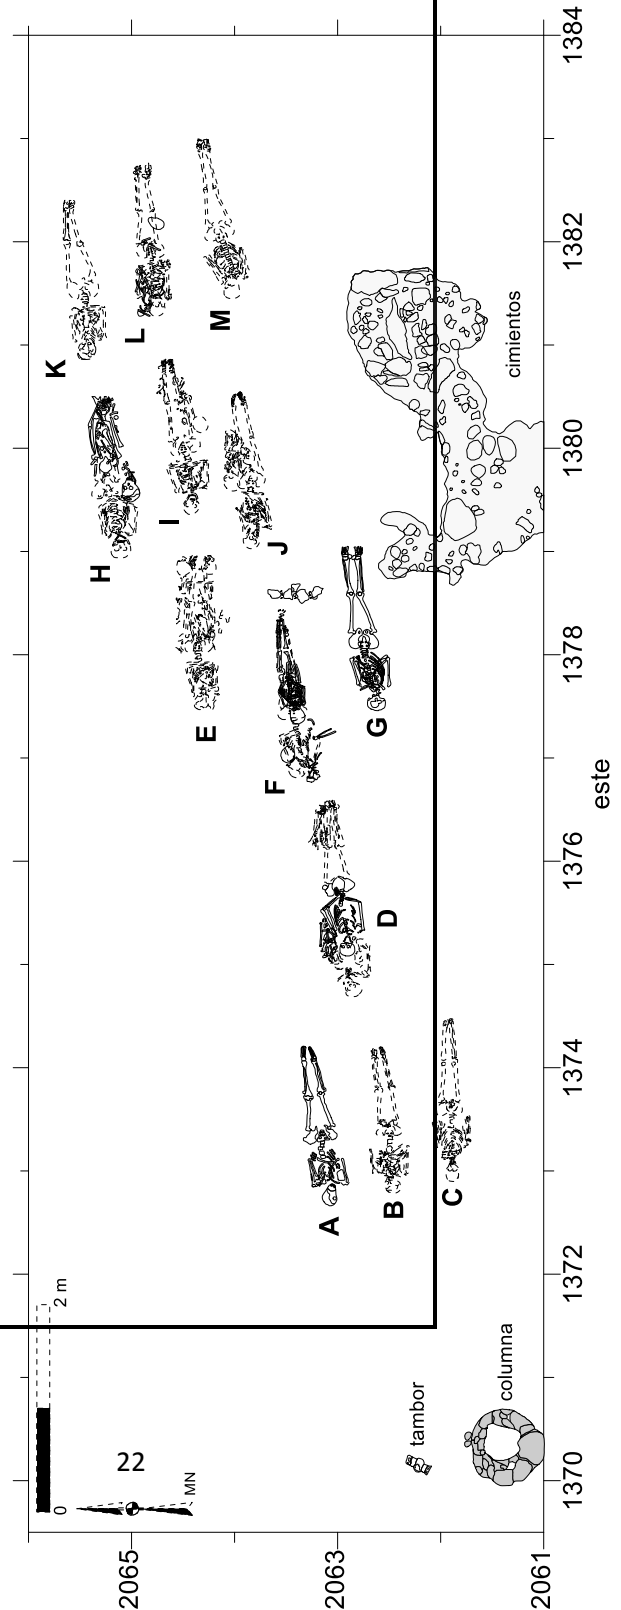 0
2 m
22
MN
2065
2063
2061
K
L
M
H
I
J
E
F
G
D
A
B
C
cimientos
tambor
columna
1370
1372
1374
1376
1378
1380
1382
1384
este